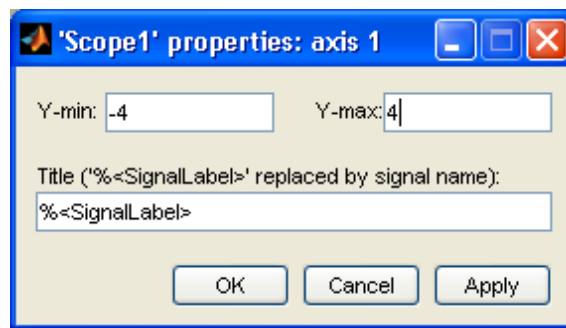 'Scope1' properties: axis 1
Y-min: -4 Y-max: 4
Title ('%<SignalLabel>' replaced by signal name):
%<SignalLabel>
OK Cancel Apply